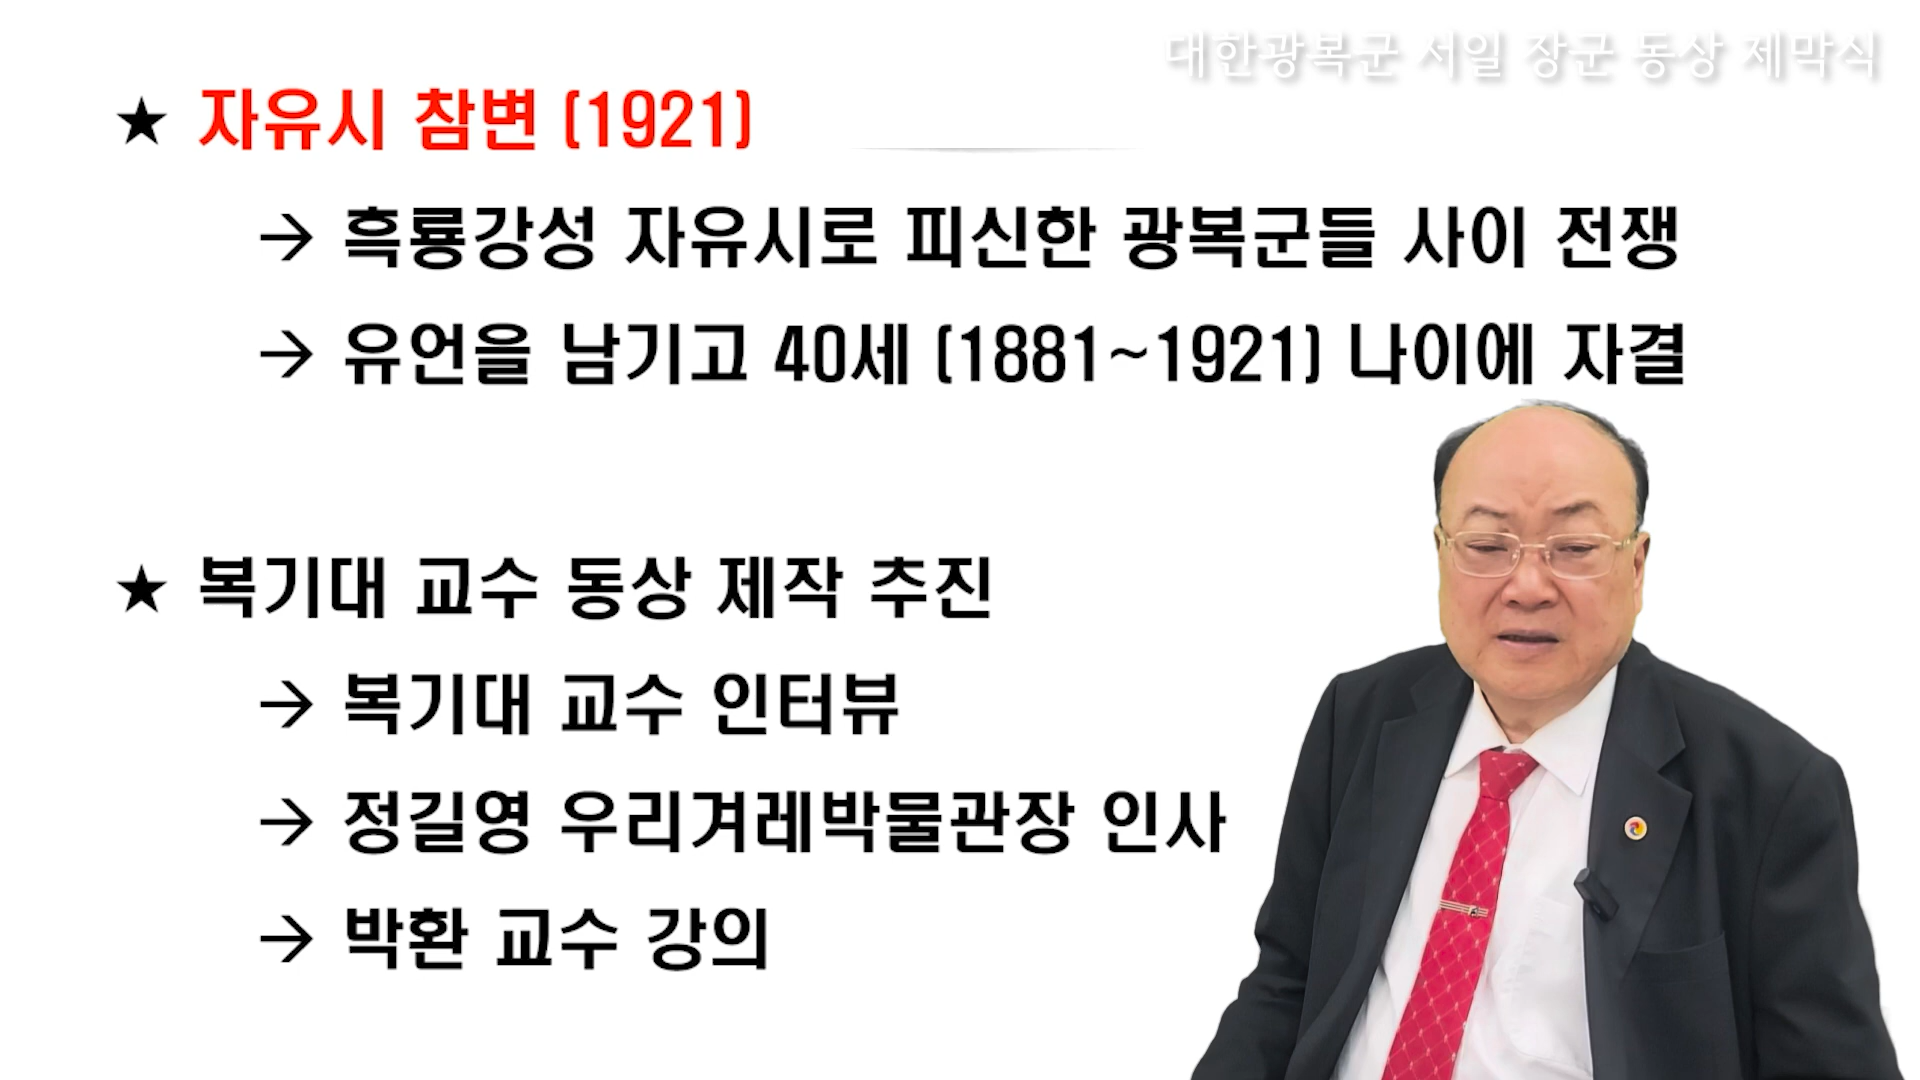 대한광복군 서일 장군 동상 제막식
★ 자유시 참변 (1921)
→ 흑룡강성 자유시로 피신한 광복군들 사이 전쟁
→ 유언을 남기고 40세 (1881~1921) 나이에 자결
★ 복기대 교수 동상 제작 추진
→ 복기대 교수 인터뷰
→ 정길영 우리겨레박물관장 인사
→ 박환 교수 강의